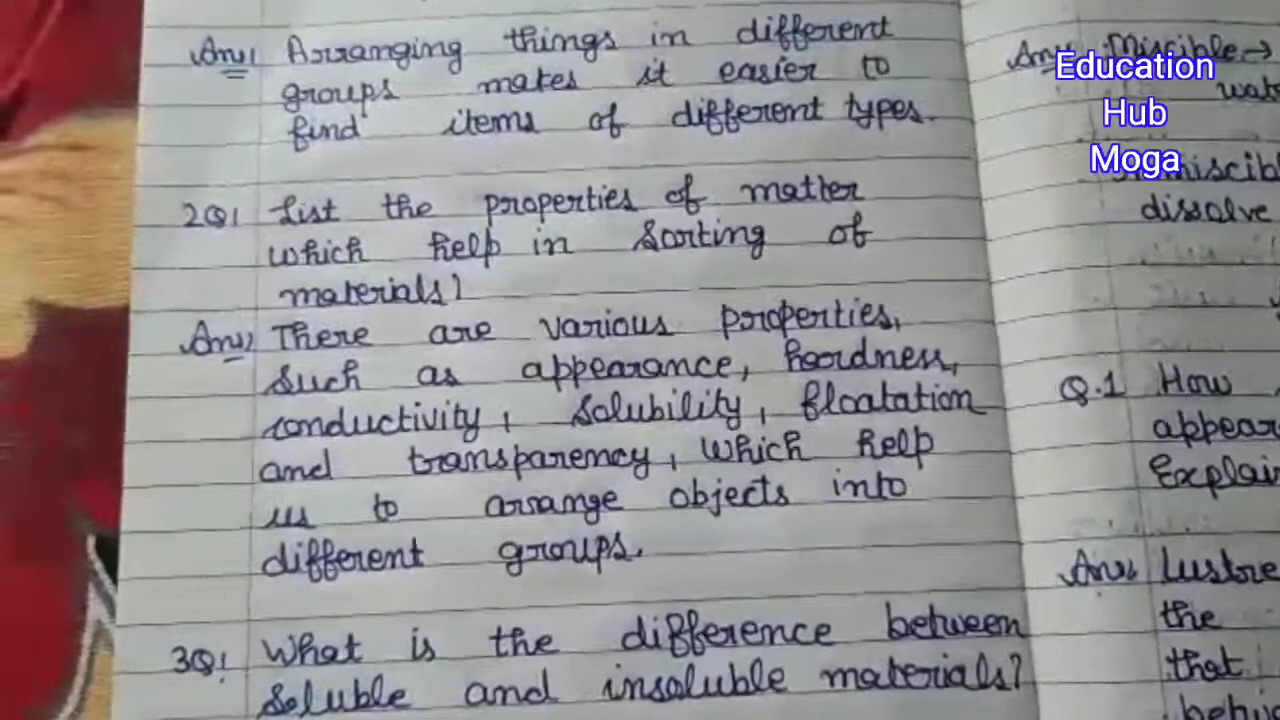 Ans: Arranging things in different
groups makes it easier to
find items of different types.
2Q! List the properties of matter
which help in sorting of
materials?
Ans: There are various properties,
such as appearance, hardness,
conductivity, solubility, floatation
and transparency, which help
us to arrange objects into
different groups.
3Q! What is the difference between
soluble and insoluble materials?
Ans: Miscible→
Education
Hub
Moga
dissolve
Q.1 How
Explain
Ans: Lustre
the
that